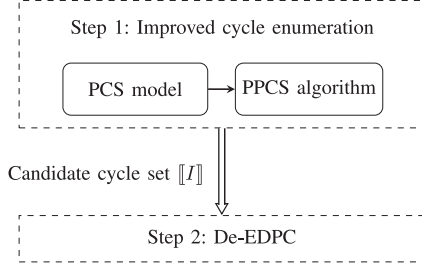 Step 1: Improved cycle enumeration
PCS model
PPCS algorithm
Candidate cycle set ⟦I⟧
Step 2: De-EDPC